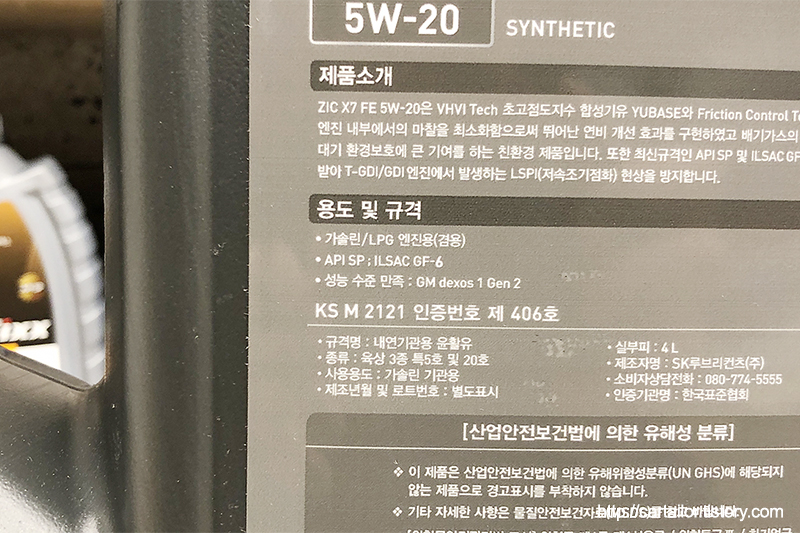 5W-20
SYNTHETIC
제품소개
ZIC X7 FE 5W-20은 VHVI Tech 초고점도지수 합성기유 YUBASE와 Friction Control
엔진 내부에서의 마찰을 최소화함으로써 뛰어난 연비 개선 효과를 구현하였고 배기가스의
대기 환경보호에 큰 기여를 하는 친환경 제품입니다. 또한 최신규격인 API SP 및 ILSAC GF
받아 T-GDI/GDI 엔진에서 발생하는 LSPI(저속조기점화) 현상을 방지합니다.
용도 및 규격
• 가솔린/LPG 엔진용(겸용)
• API SP ; ILSAC GF-6
• 성능 수준 만족 : GM dexos 1 Gen 2
KS M 2121 인증번호 제 406호
• 규격명 : 내연기관용 윤활유
• 종류 : 육상 3종 특5호 및 20호
• 사용용도 : 가솔린 기관용
• 제조년월 및 로트번호 : 별도표시
• 실부피 : 4 L
• 제조자명 : SK루브리컨츠(주)
• 소비자상담전화 : 080-774-5555
• 인증기관명 : 한국표준협회
[산업안전보건법에 의한 유해성 분류]
❖ 이 제품은 산업안전보건법에 의한 유해위험성분류(UN GHS)에 해당되지
않는 제품으로 경고표시를 부착하지 않습니다.
❖ 기타 자세한 사항은 물질안전보건자